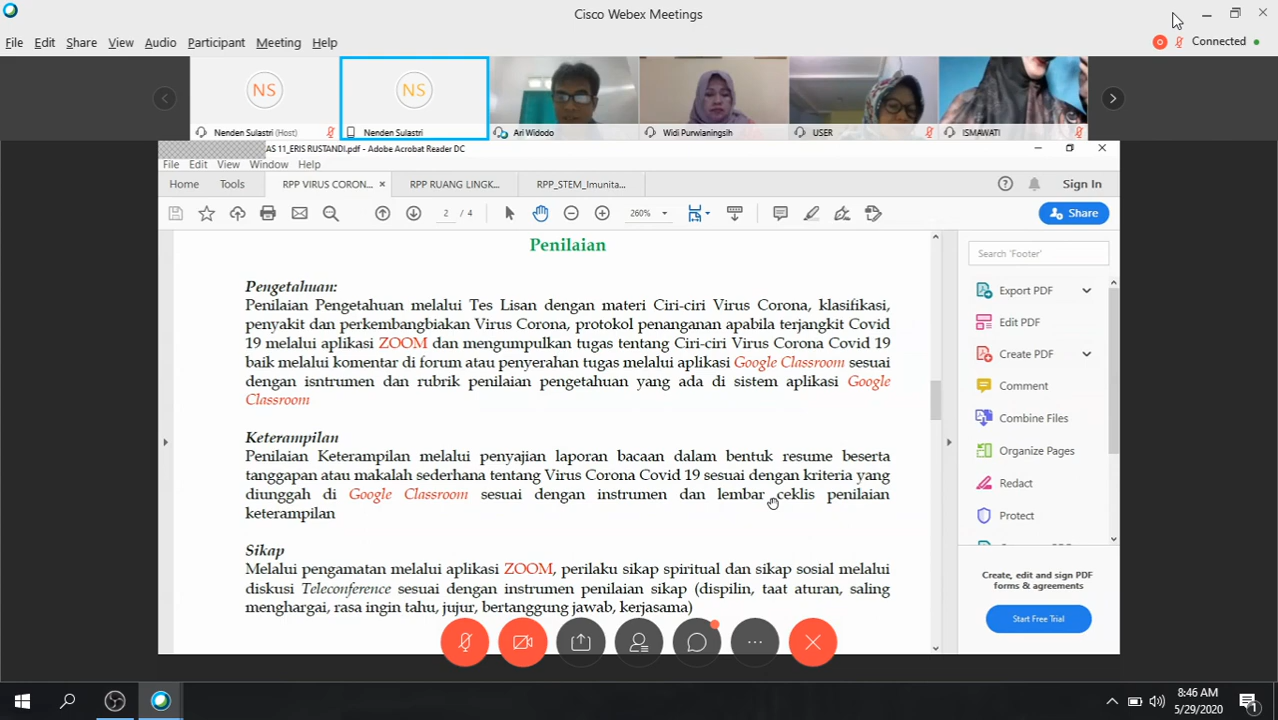 Cisco Webex Meetings
File Edit Share View Audio Participant Meeting Help
Connected
NS
NS
Nenden Sulastri (Host)
Nenden Sulastri
Ari Widodo
Widi Purwianingsih
USER
ISMAWATI
AS 11_ERIS RUSTANDI.pdf - Adobe Acrobat Reader DC
File Edit View Window Help
Home Tools RPP VIRUS CORON... RPP RUANG LINGK... RPP_STEM_Imunita... Sign In
2 / 4 260% Share
Penilaian
Pengetahuan:
Penilaian Pengetahuan melalui Tes Lisan dengan materi Ciri-ciri Virus Corona, klasifikasi,
penyakit dan perkembangbiakan Virus Corona, protokol penanganan apabila terjangkit Covid
19 melalui aplikasi ZOOM dan mengumpulkan tugas tentang Ciri-ciri Virus Corona Covid 19
baik melalui komentar di forum atau penyerahan tugas melalui aplikasi Google Classroom sesuai
dengan isntrumen dan rubrik penilaian pengetahuan yang ada di sistem aplikasi Google
Classroom
Keterampilan
Penilaian Keterampilan melalui penyajian laporan bacaan dalam bentuk resume beserta
tanggapan atau makalah sederhana tentang Virus Corona Covid 19 sesuai dengan kriteria yang
diunggah di Google Classroom sesuai dengan instrumen dan lembar ceklis penilaian
keterampilan
Sikap
Melalui pengamatan melalui aplikasi ZOOM, perilaku sikap spiritual dan sikap sosial melalui
diskusi Teleconference sesuai dengan instrumen penilaian sikap (dispilin, taat aturan, saling
menghargai, rasa ingin tahu, jujur, bertanggung jawab, kerjasama)
Search 'Footer'
Export PDF
Edit PDF
Create PDF
Comment
Combine Files
Organize Pages
Redact
Protect
Create, edit and sign PDF
forms & agreements
Start Free Trial
8:46 AM
5/29/2020
1